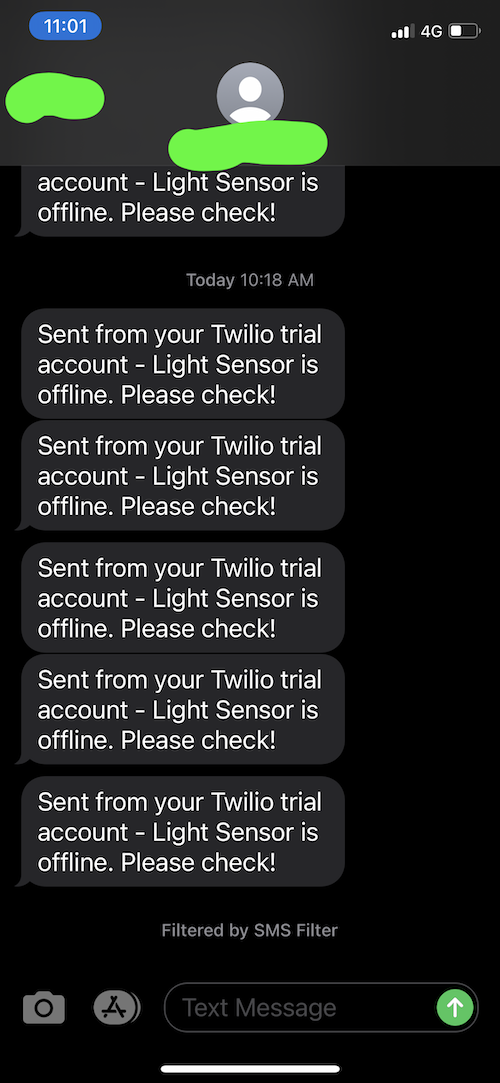 11:01
4G
account - Light Sensor is
offline. Please check!
Today 10:18 AM
Sent from your Twilio trial
account - Light Sensor is
offline. Please check!
Sent from your Twilio trial
account - Light Sensor is
offline. Please check!
Sent from your Twilio trial
account - Light Sensor is
offline. Please check!
Sent from your Twilio trial
account - Light Sensor is
offline. Please check!
Sent from your Twilio trial
account - Light Sensor is
offline. Please check!
Filtered by SMS Filter
Text Message